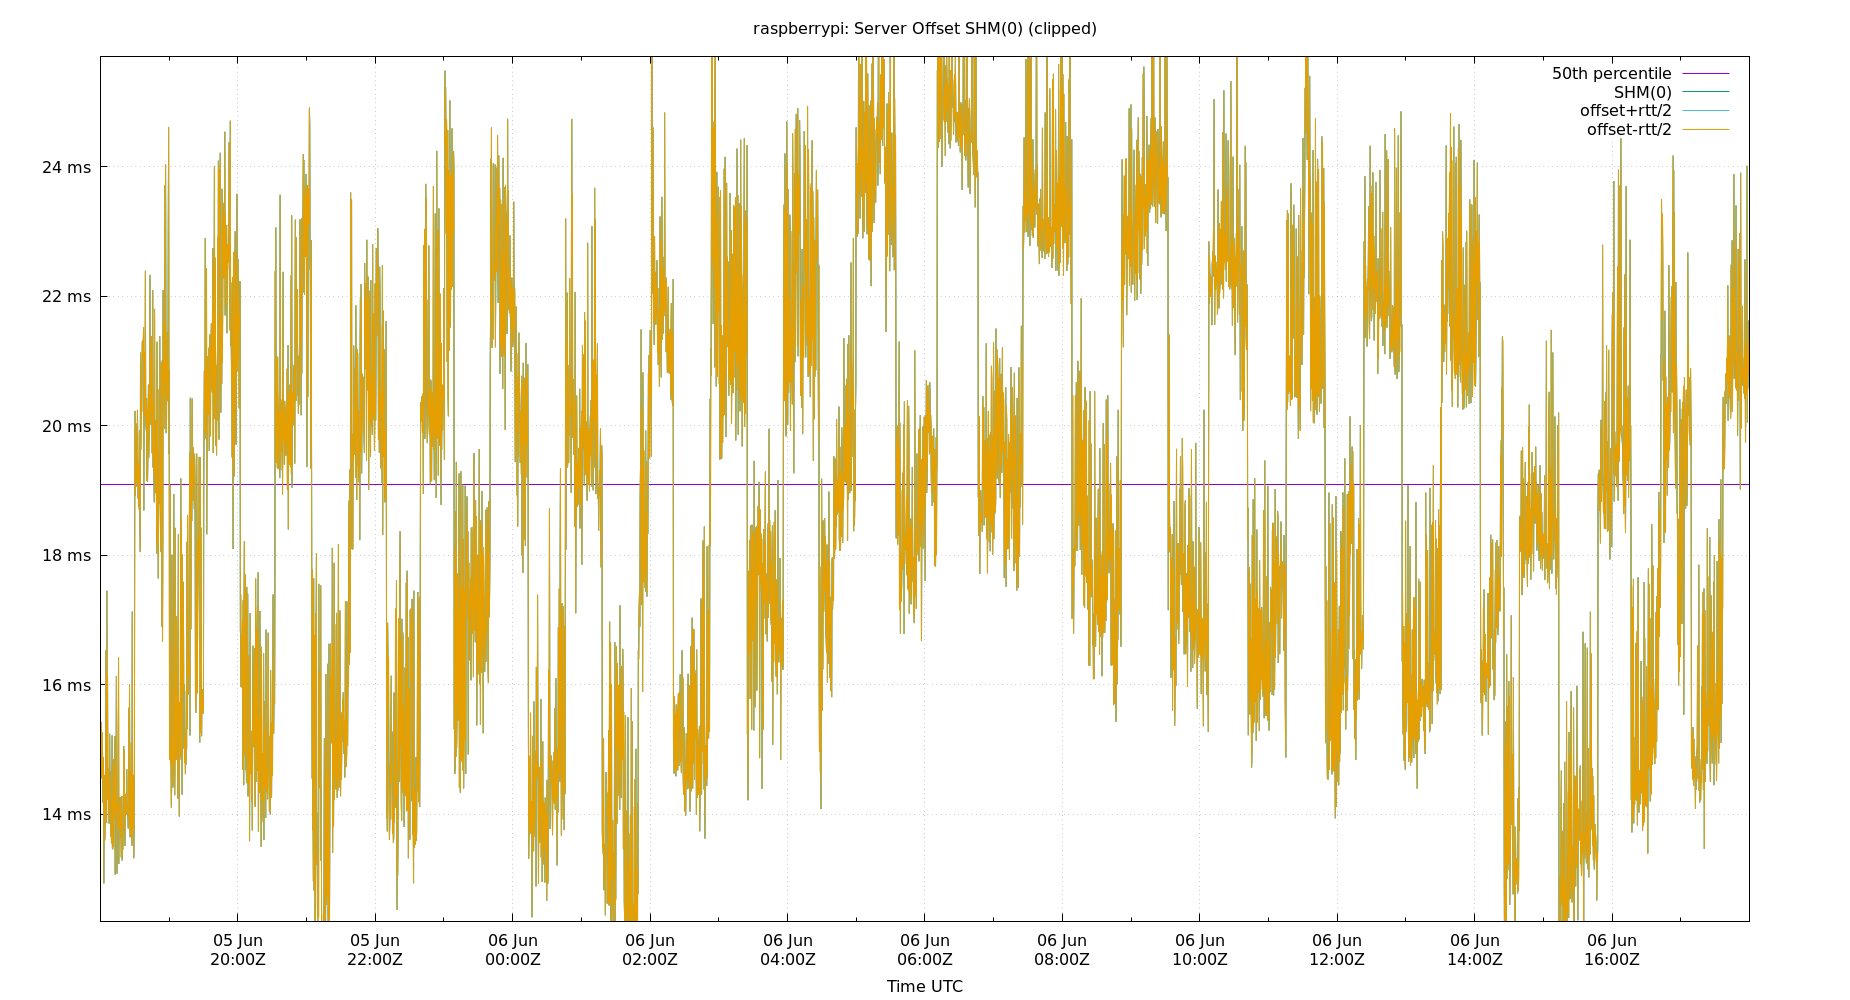 raspberrypi: Server Offset SHM(0) (clipped)
50th percentile
SHM(0)
offset+rtt/2
offset-rtt/2
24 ms
22 ms
20 ms
18 ms
16 ms
14 ms
05 Jun 05 Jun 06 Jun 06 Jun 06 Jun 06 Jun 06 Jun 06 Jun 06 Jun 06 Jun 06 Jun
20:00Z 22:00Z 00:00Z 02:00Z 04:00Z 06:00Z 08:00Z 10:00Z 12:00Z 14:00Z 16:00Z
Time UTC